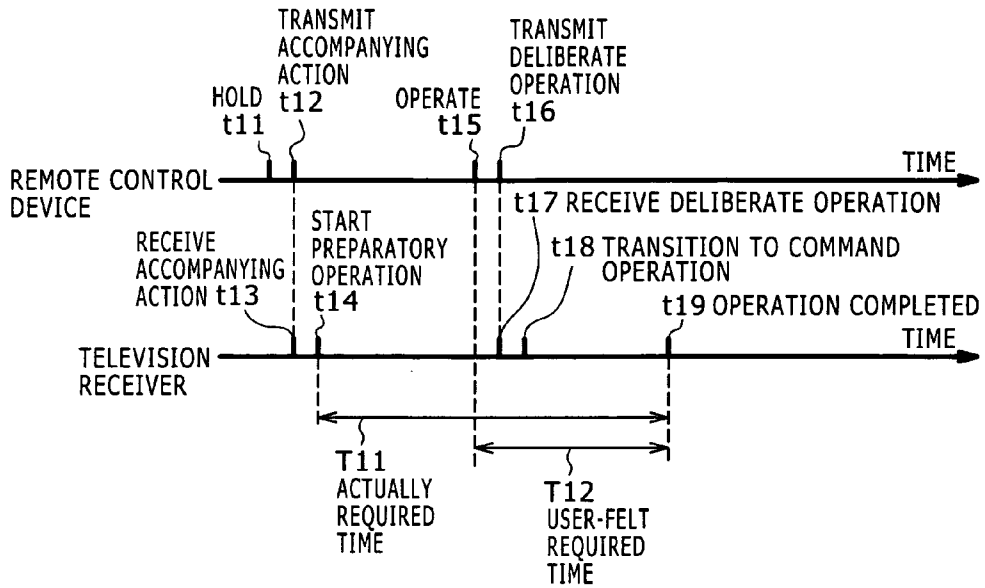 TRANSMIT
ACCOMPANYING
ACTION
t12
HOLD
t11
OPERATE
t15
TRANSMIT
DELIBERATE
OPERATION
t16
TIME
REMOTE CONTROL
DEVICE
t17 RECEIVE DELIBERATE OPERATION
START
PREPARATORY
OPERATION
t14
RECEIVE
ACCOMPANYING
ACTION t13
t18 TRANSITION TO COMMAND
OPERATION
t19 OPERATION COMPLETED
TIME
TELEVISION
RECEIVER
T11
ACTUALLY
REQUIRED
TIME
T12
USER-FELT
REQUIRED
TIME